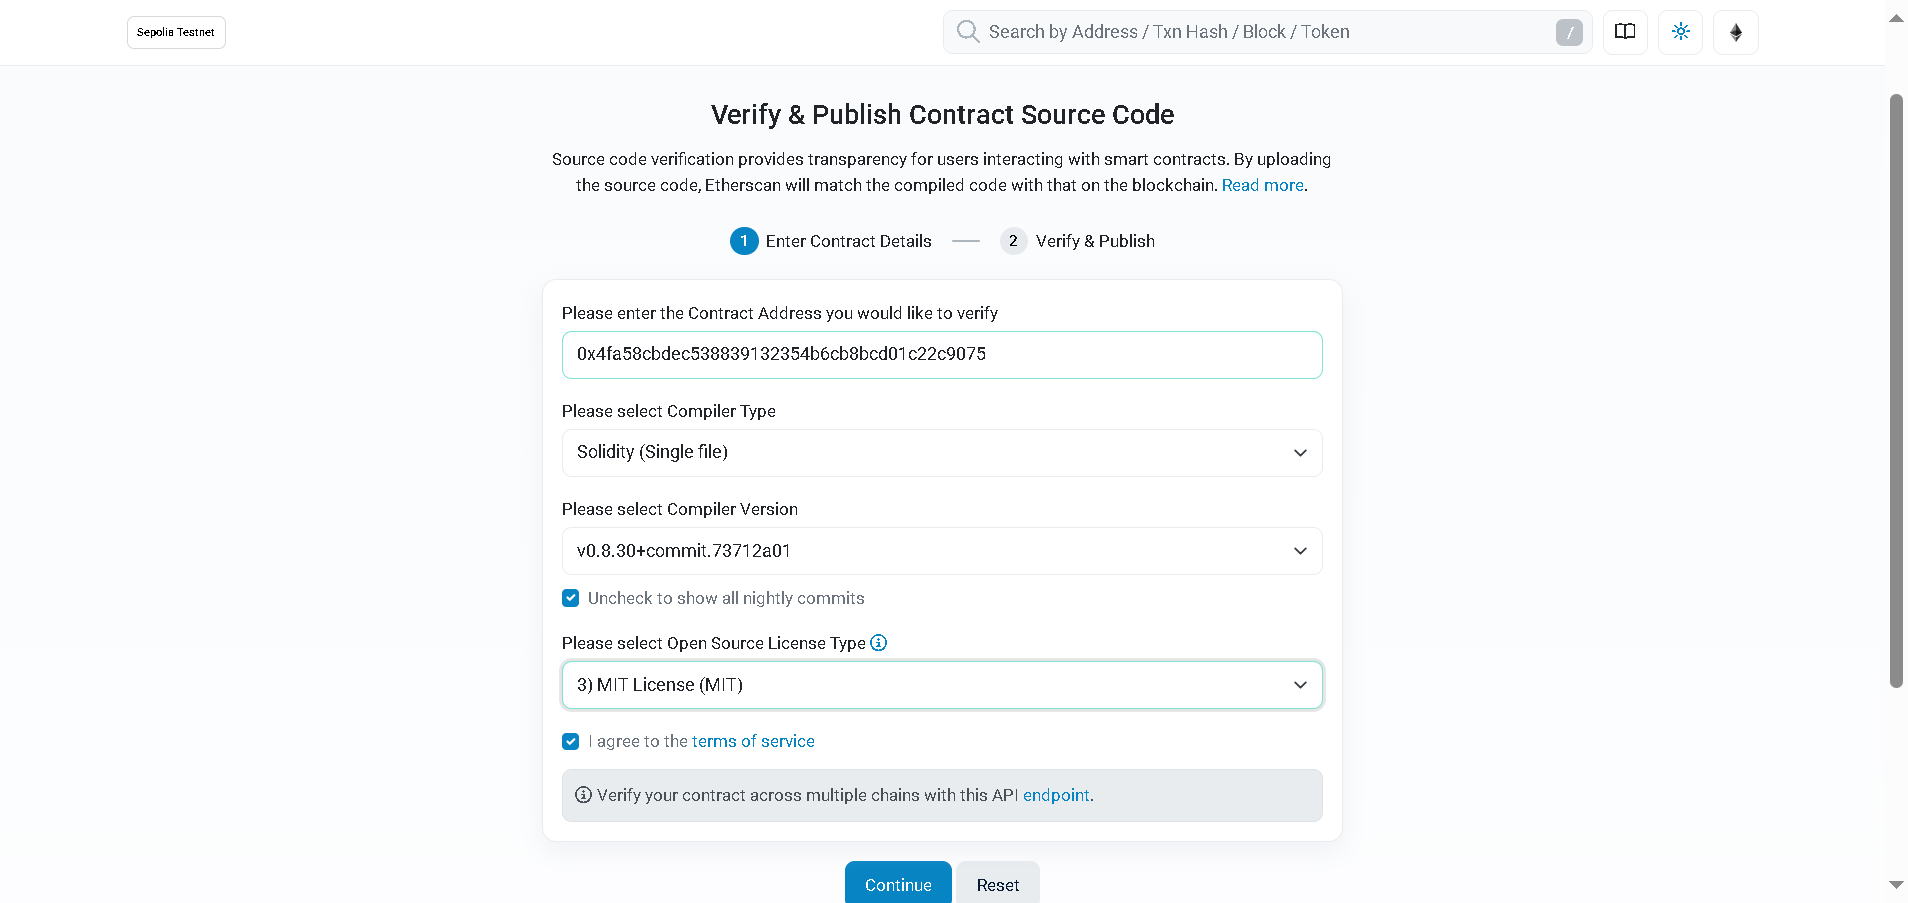 Sepolia Testnet
Search by Address / Txn Hash / Block / Token
/
Verify & Publish Contract Source Code
Source code verification provides transparency for users interacting with smart contracts. By uploading
the source code, Etherscan will match the compiled code with that on the blockchain. Read more.
1 Enter Contract Details
2 Verify & Publish
Please enter the Contract Address you would like to verify
0x4fa58cbdec538839132354b6cb8bcd01c22c9075
Please select Compiler Type
Solidity (Single file)
Please select Compiler Version
v0.8.30+commit.73712a01
Uncheck to show all nightly commits
Please select Open Source License Type
3) MIT License (MIT)
I agree to the terms of service
Verify your contract across multiple chains with this API endpoint.
Continue
Reset